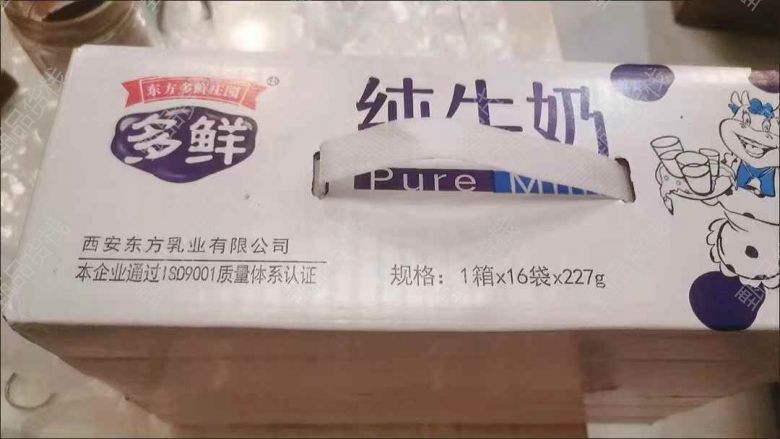 东方多鲜庄园
多鲜
纯牛奶
Pure Mil
西安东方乳业有限公司
本企业通过ISO9001质量体系认证
规格：1箱x16袋x227g